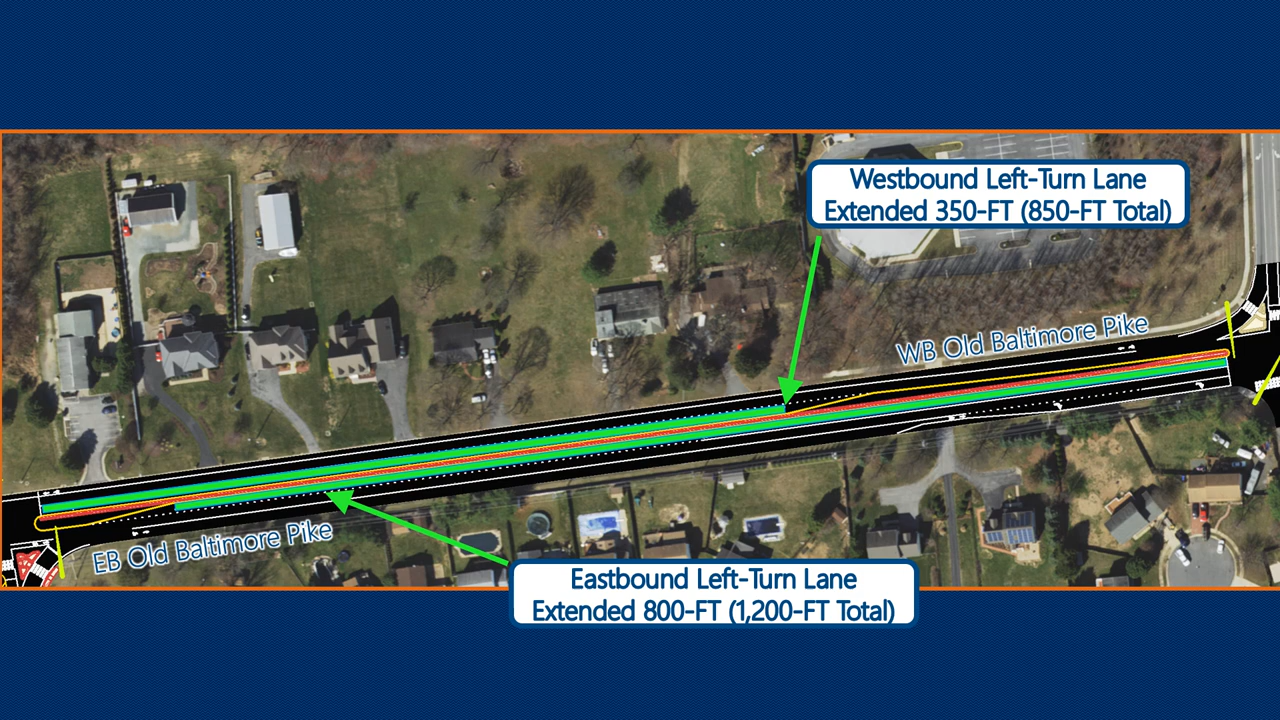 Westbound Left-Turn Lane
Extended 350-FT (850-FT Total)
WB Old Baltimore Pike
EB Old Baltimore Pike
Eastbound Left-Turn Lane
Extended 800-FT (1,200-FT Total)